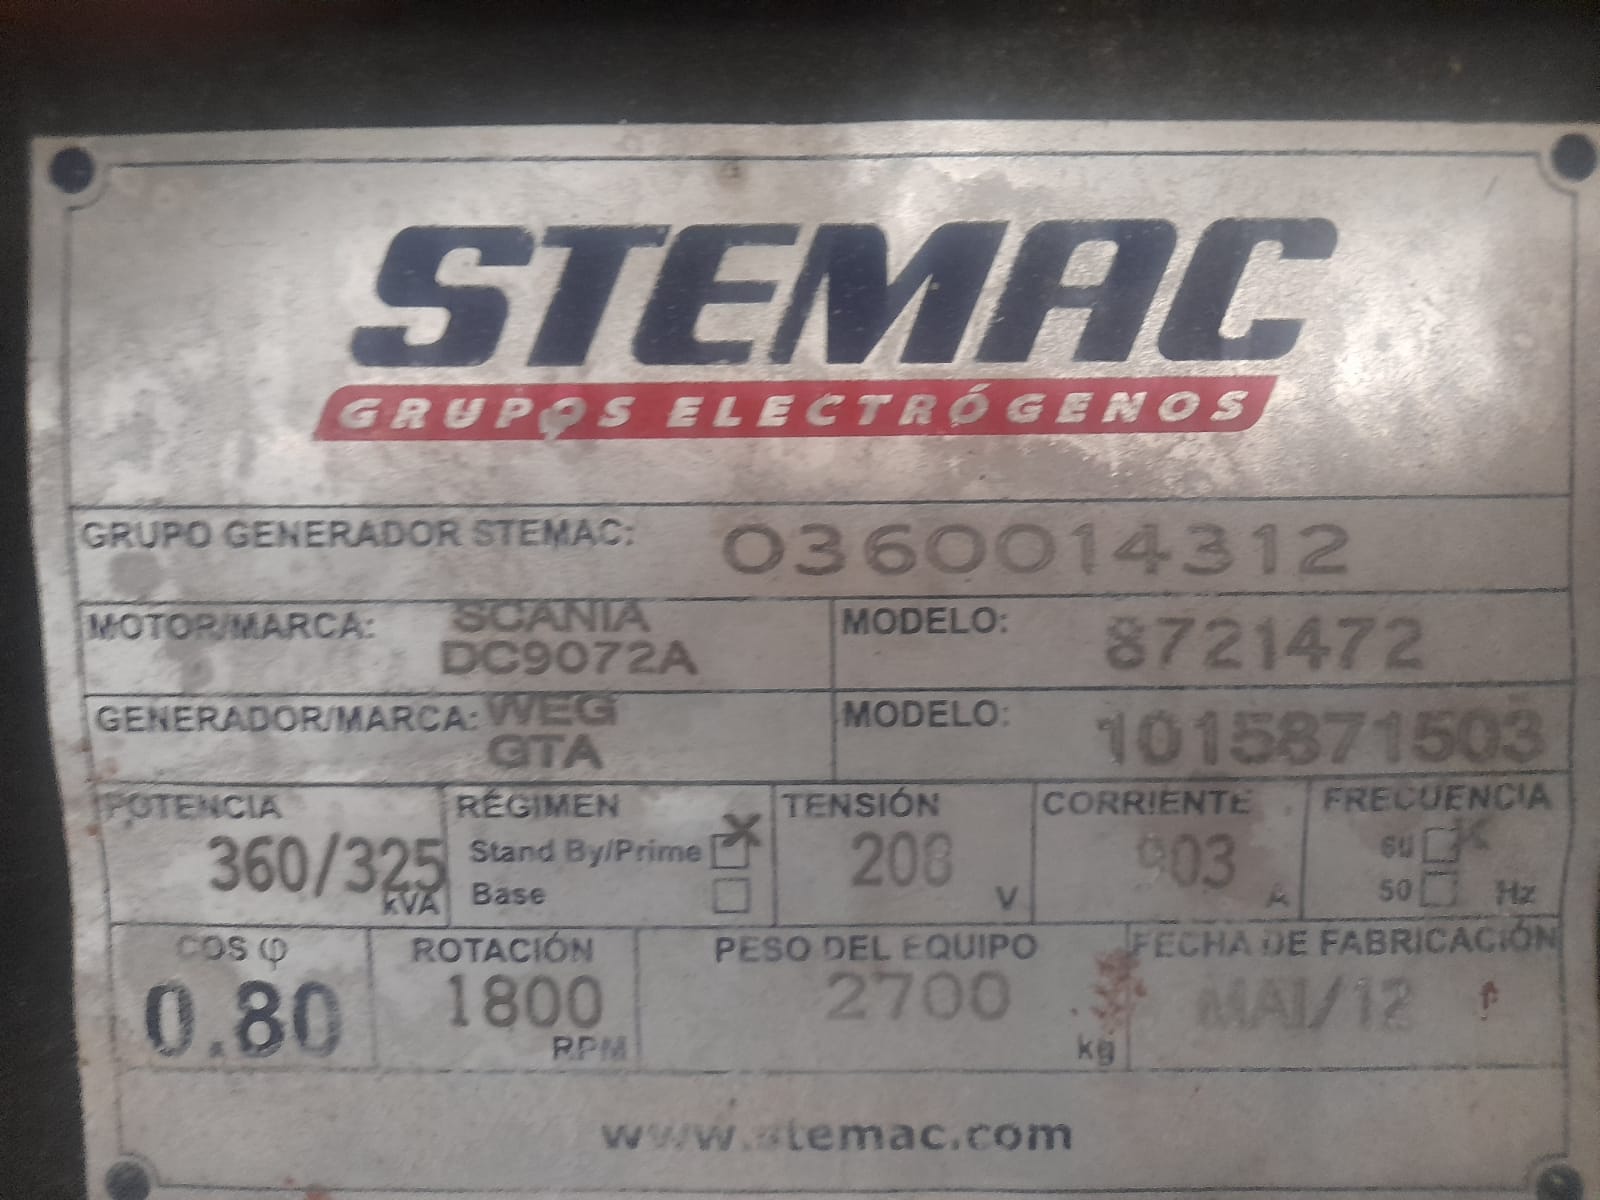 STEMAC
GRUPOS ELECTRÓGENOS
GRUPO GENERADOR STEMAC: 0360014312
MOTOR/MARCA: SCANIA DC9072A MODELO: 8721472
GENERADOR/MARCA: WEG GTA MODELO: 1015871503
POTENCIA RÉGIMEN TENSIÓN CORRIENTE FRECUENCIA
360/325 kVA Stand By/Prime X 208 V 903 A 60 X
Base 50 Hz
COS φ ROTACIÓN PESO DEL EQUIPO FECHA DE FABRICACIÓN
0.80 1800 RPM 2700 kg MAI/12
www.stemac.com